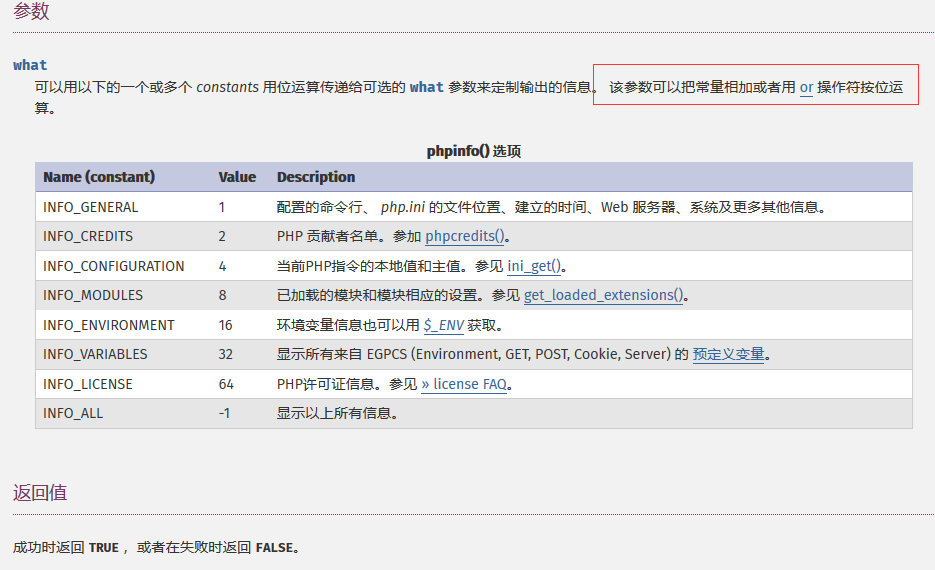 参数
what
可以用以下的一个或多个 constants 用位运算传递给可选的 what 参数来定制输出的信息。 该参数可以把常量相加或者用 or 操作符按位运
算。
phpinfo() 选项
Name (constant) Value Description
INFO_GENERAL 1 配置的命令行、 php.ini 的文件位置、建立的时间、Web 服务器、系统及更多其他信息。
INFO_CREDITS 2 PHP 贡献者名单。参加 phpcredits()。
INFO_CONFIGURATION 4 当前PHP指令的本地值和主值。参见 ini_get()。
INFO_MODULES 8 已加载的模块和模块相应的设置。参见 get_loaded_extensions()。
INFO_ENVIRONMENT 16 环境变量信息也可以用 $_ENV 获取。
INFO_VARIABLES 32 显示所有来自 EGPCS (Environment, GET, POST, Cookie, Server) 的 预定义变量。
INFO_LICENSE 64 PHP许可证信息。参见 » license FAQ。
INFO_ALL -1 显示以上所有信息。
返回值
成功时返回 TRUE ，或者在失败时返回 FALSE。